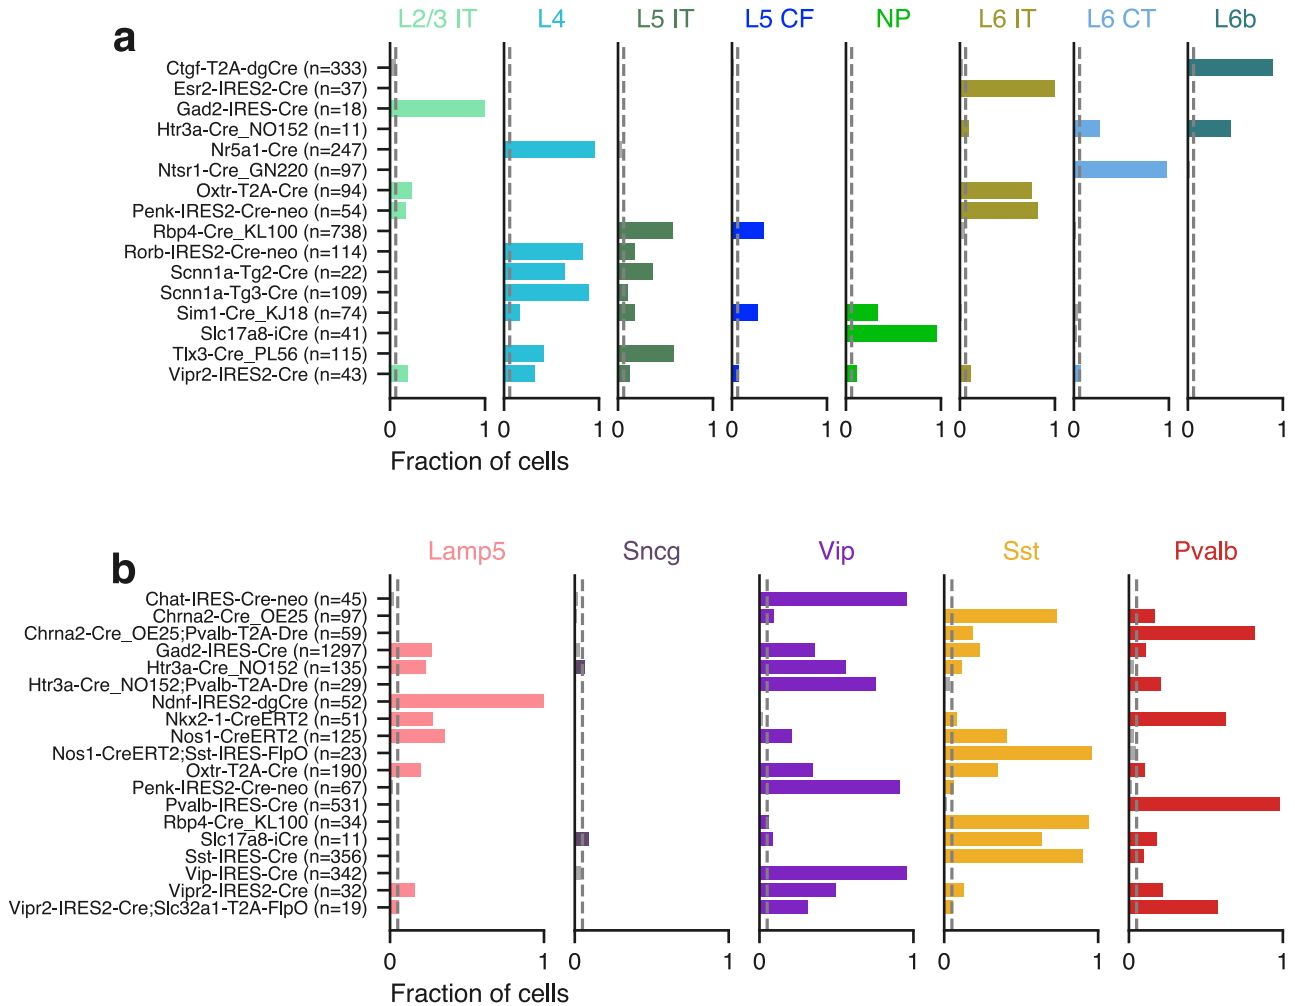 a
L2/3 IT L4 L5 IT L5 CF NP L6 IT L6 CT L6b
Ctgf-T2A-dgCre (n=333)
Esr2-IRES2-Cre (n=37)
Gad2-IRES-Cre (n=18)
Htr3a-Cre_NO152 (n=11)
Nr5a1-Cre (n=247)
Ntsr1-Cre_GN220 (n=97)
Oxtr-T2A-Cre (n=94)
Penk-IRES2-Cre-neo (n=54)
Rbp4-Cre_KL100 (n=738)
Rorb-IRES2-Cre-neo (n=114)
Scnn1a-Tg2-Cre (n=22)
Scnn1a-Tg3-Cre (n=109)
Sim1-Cre_KJ18 (n=74)
Slc17a8-iCre (n=41)
Tlx3-Cre_PL56 (n=115)
Vipr2-IRES2-Cre (n=43)
0 1 0 1 0 1 0 1 0 1 0 1 0 1 0 1
Fraction of cells
b
Lamp5 Sncg Vip Sst Pvalb
Chat-IRES-Cre-neo (n=45)
Chrna2-Cre_OE25 (n=97)
Chrna2-Cre_OE25;Pvalb-T2A-Dre (n=59)
Gad2-IRES-Cre (n=1297)
Htr3a-Cre_NO152 (n=135)
Htr3a-Cre_NO152;Pvalb-T2A-Dre (n=29)
Ndnf-IRES2-dgCre (n=52)
Nkx2-1-CreERT2 (n=51)
Nos1-CreERT2 (n=125)
Nos1-CreERT2;Sst-IRES-FlpO (n=23)
Oxtr-T2A-Cre (n=190)
Penk-IRES2-Cre-neo (n=67)
Pvalb-IRES-Cre (n=531)
Rbp4-Cre_KL100 (n=34)
Slc17a8-iCre (n=11)
Sst-IRES-Cre (n=356)
Vip-IRES-Cre (n=342)
Vipr2-IRES2-Cre (n=32)
Vipr2-IRES2-Cre;Slc32a1-T2A-FlpO (n=19)
0 1 0 1 0 1 0 1 0 1
Fraction of cells